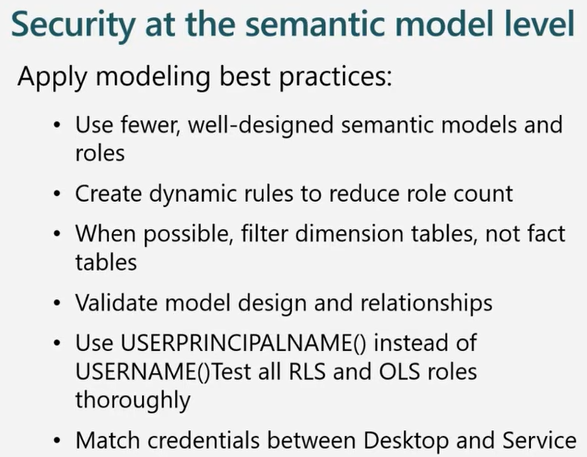 Security at the semantic model level
Apply modeling best practices:
• Use fewer, well-designed semantic models and
roles
• Create dynamic rules to reduce role count
• When possible, filter dimension tables, not fact
tables
• Validate model design and relationships
• Use USERPRINCIPALNAME() instead of
USERNAME()Test all RLS and OLS roles
thoroughly
• Match credentials between Desktop and Service